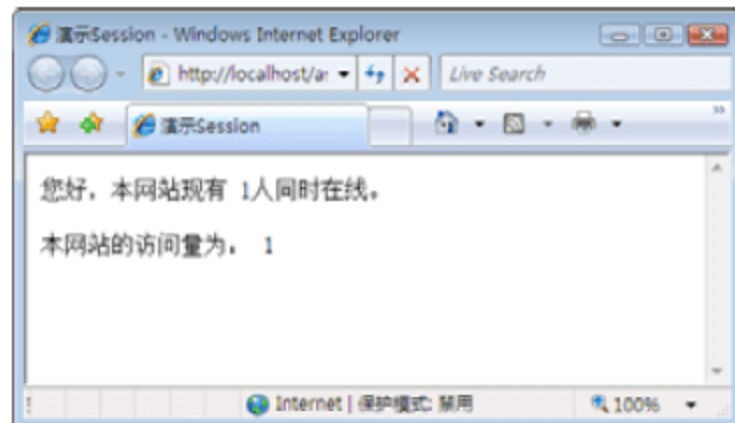 演示Session - Windows Internet Explorer
http://localhost/a
Live Search
演示Session
您好，本网站现有 1人同时在线。
本网站的访问量为： 1
Internet | 保护模式: 禁用
100%